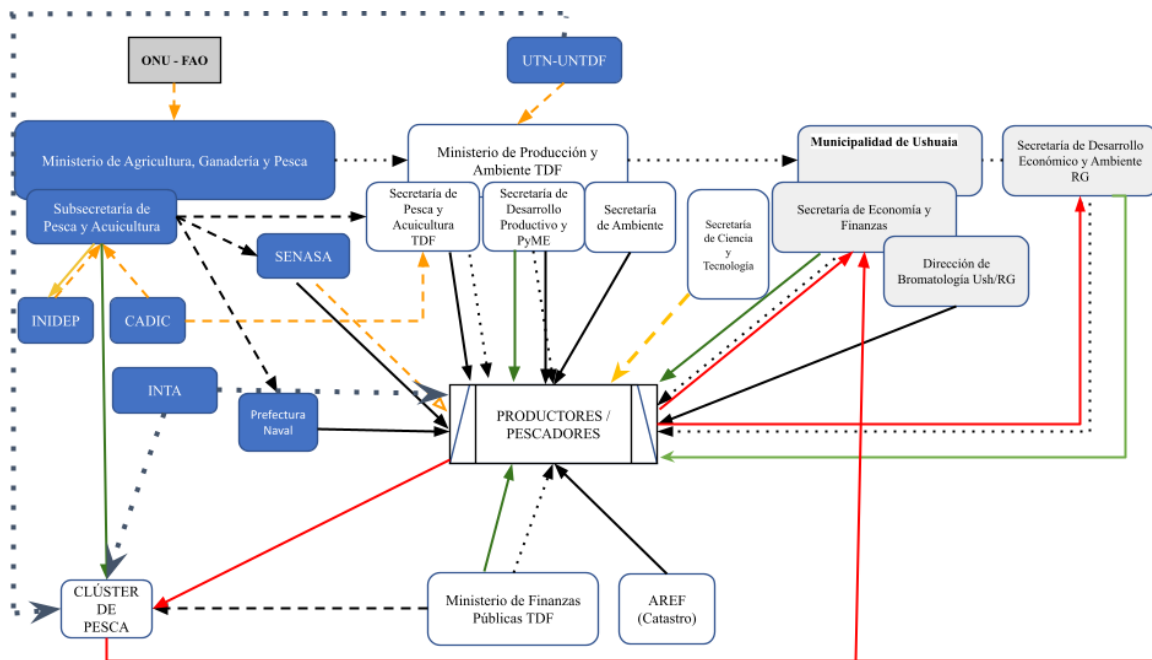 ONU - FAO
UTN-UNTDF
Ministerio de Agricultura, Ganadería y Pesca
Ministerio de Producción y
Ambiente TDF
Municipalidad de Ushuaia
Secretaría de Desarrollo
Económico y Ambiente
RG
Subsecretaría de
Pesca y Acuicultura
Secretaría de
Pesca y
Acuicultura
TDF
Secretaría de
Desarrollo
Productivo y
PyME
Secretaría
de Ambiente
Secretaría
de Ciencia
y
Tecnología
Secretaría de Economía y
Finanzas
SENASA
Dirección de
Bromatología Ush/RG
INIDEP
CADIC
INTA
Prefectura
Naval
PRODUCTORES /
PESCADORES
CLÚSTER
DE
PESCA
Ministerio de Finanzas
Públicas TDF
AREF
(Catastro)